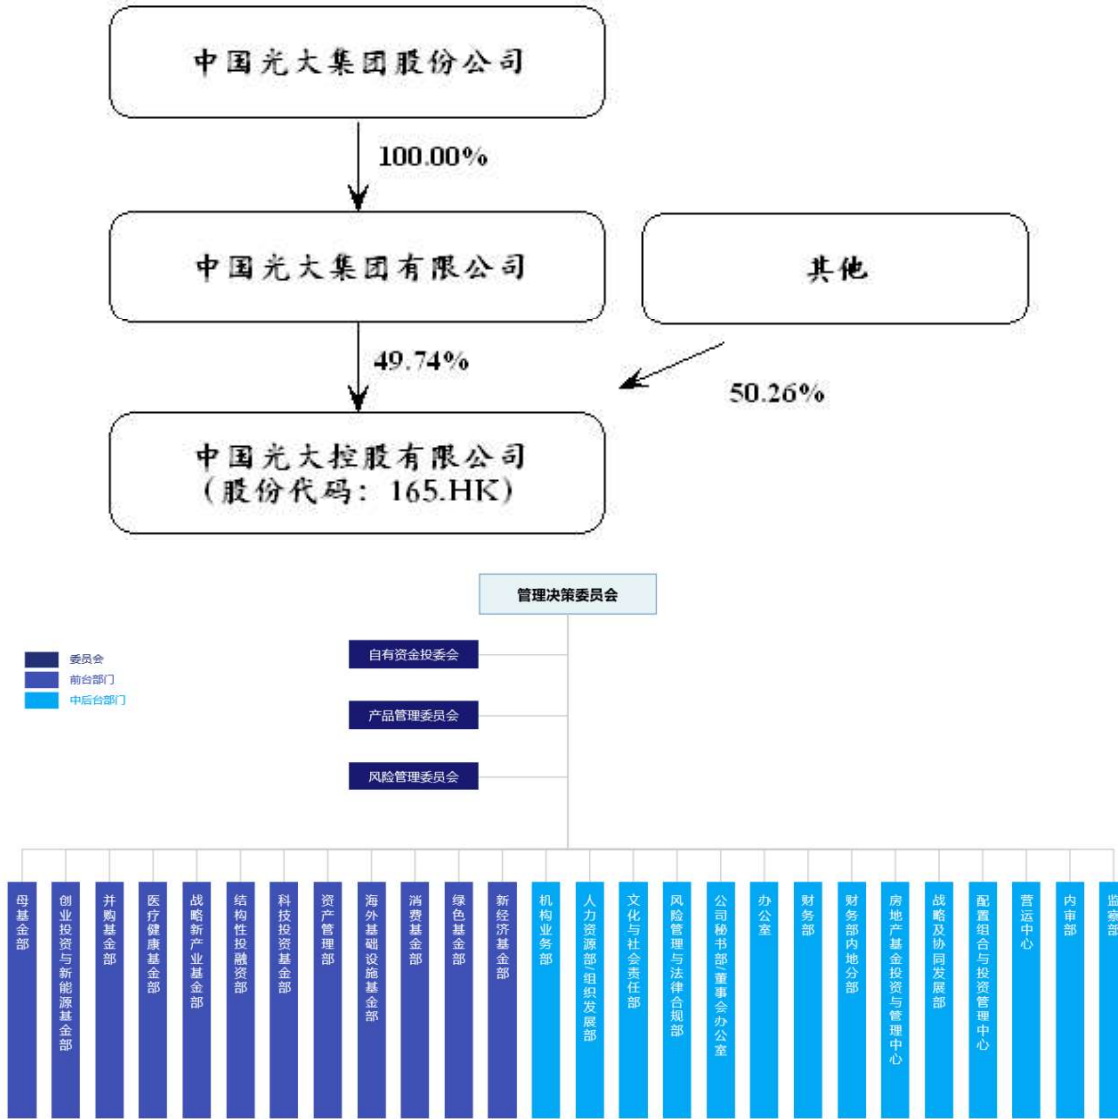 中国光大集团股份公司
100.00%
中国光大集团有限公司
其他
49.74%
50.26%
中国光大控股有限公司
（股份代码：165.HK）
管理决策委员会
自有资金投委会
产品管理委员会
风险管理委员会
委员会
前台部门
中后台部门
母基金部
创业投资与新能源基金部
并购基金部
医疗健康基金部
战略新产业基金部
结构性投融资部
科技投资基金部
资产管理部
海外基础设施基金部
消费基金部
绿色基金部
新经济基金部
机构业务部
人力资源部/组织发展部
文化与社会责任部
风险管理与法律合规部
公司秘书部/董事会办公室
办公室
财务部
财务部内地分部
房地产基金投资与管理中心
战略及协同发展部
配置组合与投资管理中心
营运中心
内审部
监察部